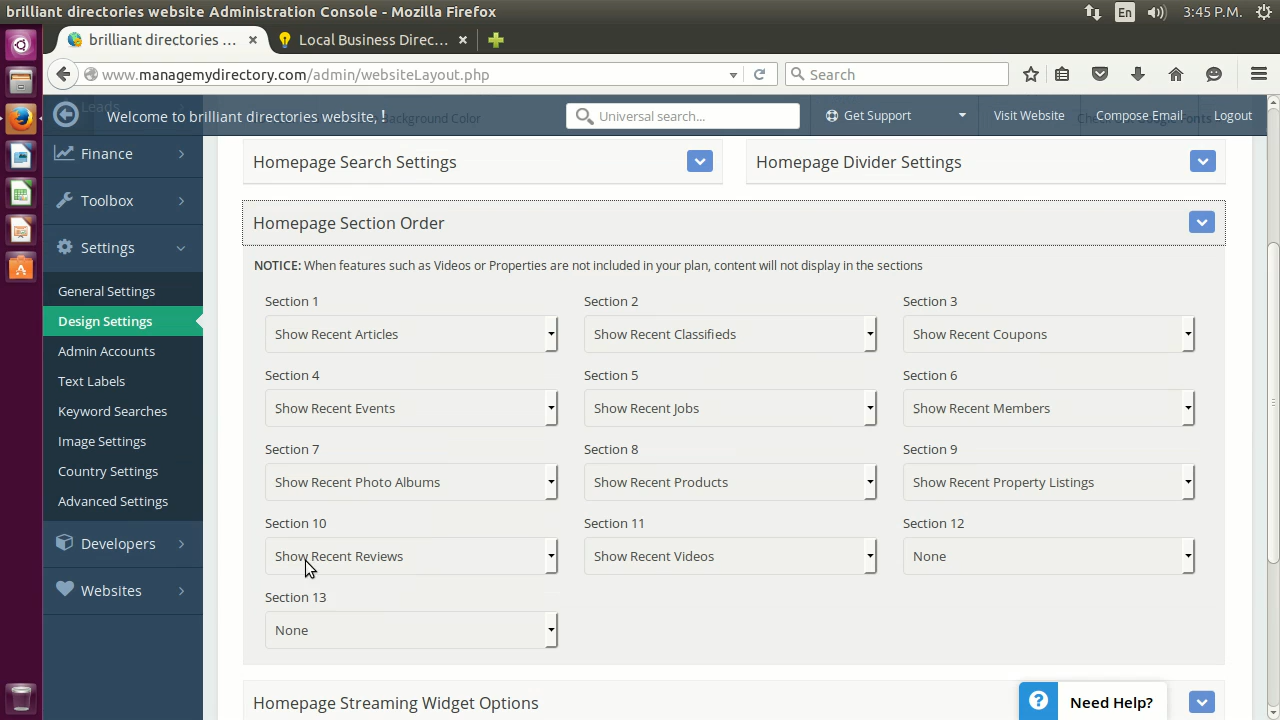 brilliant directories website Administration Console - Mozilla Firefox
En
3:45 P.M.
brilliant directories ...
Local Business Direc...
www.managemydirectory.com/admin/websiteLayout.php
Search
Leads
Welcome to brilliant directories website, !
Background Color
Universal search...
Get Support
Visit Website
Compose Email
Logout
Finance
Toolbox
Settings
General Settings
Design Settings
Admin Accounts
Text Labels
Keyword Searches
Image Settings
Country Settings
Advanced Settings
Developers
Websites
Homepage Search Settings
Homepage Divider Settings
Homepage Section Order
NOTICE: When features such as Videos or Properties are not included in your plan, content will not display in the sections
Section 1
Section 2
Section 3
Show Recent Articles
Show Recent Classifieds
Show Recent Coupons
Section 4
Section 5
Section 6
Show Recent Events
Show Recent Jobs
Show Recent Members
Section 7
Section 8
Section 9
Show Recent Photo Albums
Show Recent Products
Show Recent Property Listings
Section 10
Section 11
Section 12
Show Recent Reviews
Show Recent Videos
None
Section 13
None
Homepage Streaming Widget Options
? Need Help?